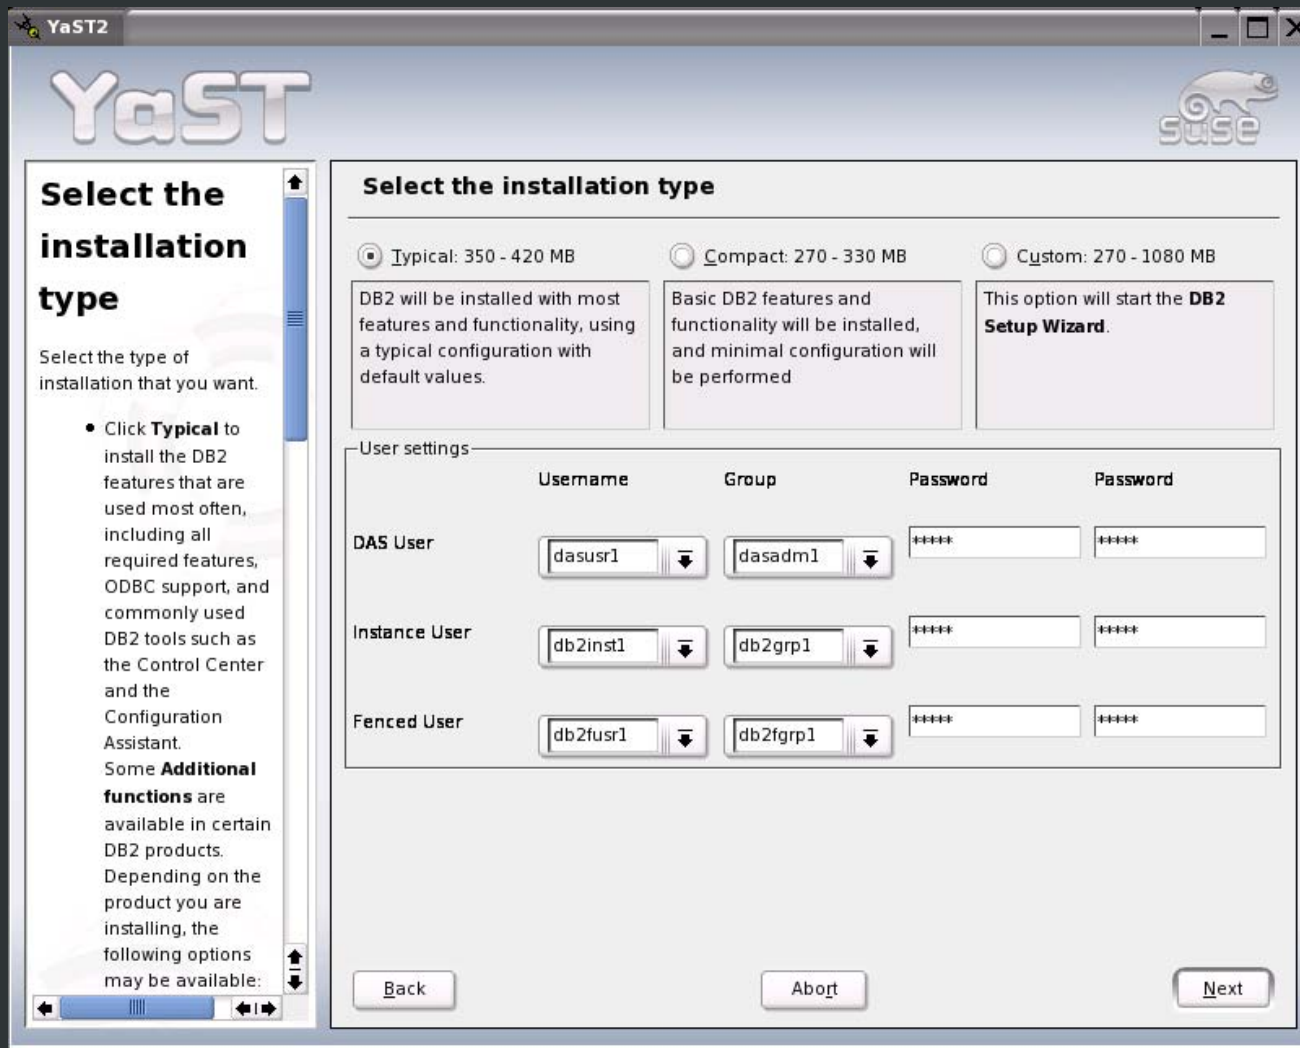 YaST2
YaST
suse
Select the
installation
type
Select the type of
installation that you want.
• Click Typical to
install the DB2
features that are
used most often,
including all
required features,
ODBC support, and
commonly used
DB2 tools such as
the Control Center
and the
Configuration
Assistant.
Some Additional
functions are
available in certain
DB2 products.
Depending on the
product you are
installing, the
following options
may be available:
Select the installation type
Typical: 350 - 420 MB
DB2 will be installed with most
features and functionality, using
a typical configuration with
default values.
Compact: 270 - 330 MB
Basic DB2 features and
functionality will be installed,
and minimal configuration will
be performed
Custom: 270 - 1080 MB
This option will start the DB2
Setup Wizard.
User settings
Username Group Password Password
DAS User dasusr1 dasadm1 ***** *****
Instance User db2inst1 db2grp1 ***** *****
Fenced User db2fusr1 db2fgrp1 ***** *****
Back Abort Next